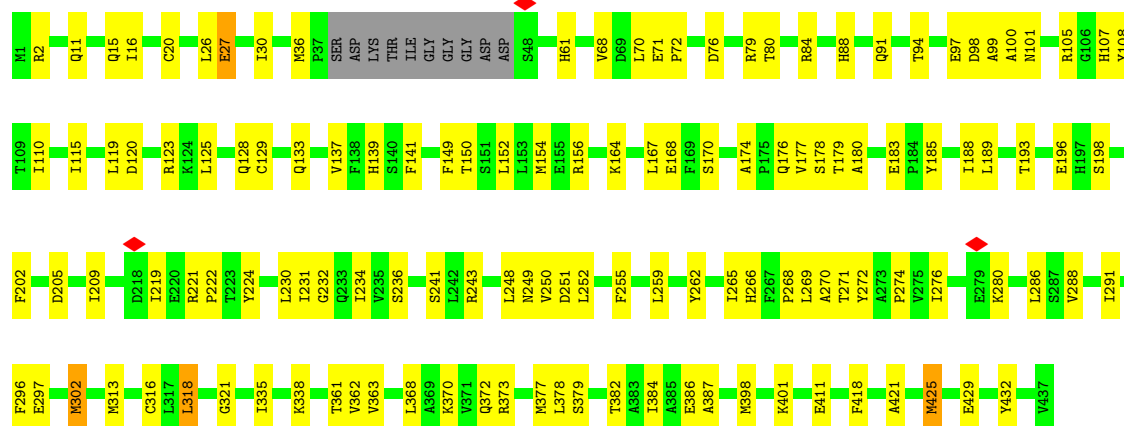 M1 R2 Q11 Q15 I16 C20 L26 E27 I30 M36 P37 SER ASP LYS THR ILE GLY GLY GLY ASP ASP S48 H61 V68 D69 L70 E71 P72 D76 R79 T80 R84 H88 Q91 T94 E97 D98 A99 A100 N101 R105 G106 H107 Y108
T109 I110 I115 L119 D120 R123 K124 L125 Q128 C129 Q133 V137 F138 H139 S140 F141 F149 T150 S151 L152 L153 M154 E155 R156 K164 L167 E168 F169 S170 A174 P175 Q176 V177 S178 T179 A180 E183 P184 Y185 I188 L189 T193 E196 H197 S198
F202 D205 I209 D218 I219 E220 R221 P222 T223 Y224 L230 I231 G232 Q233 I234 V235 S236 S241 L242 R243 L248 N249 V250 D251 L252 F255 L259 Y262 I265 H266 F267 P268 L269 A270 T271 Y272 A273 P274 V275 I276 E279 K280 L286 S287 V288 I291
F296 E297 M302 M313 C316 L317 L318 G321 I335 K338 T361 V362 V363 L368 A369 K370 V371 Q372 R373 M377 L378 S379 T382 A383 I384 A385 E386 A387 M398 K401 E411 F418 A421 M425 E429 Y432 V437